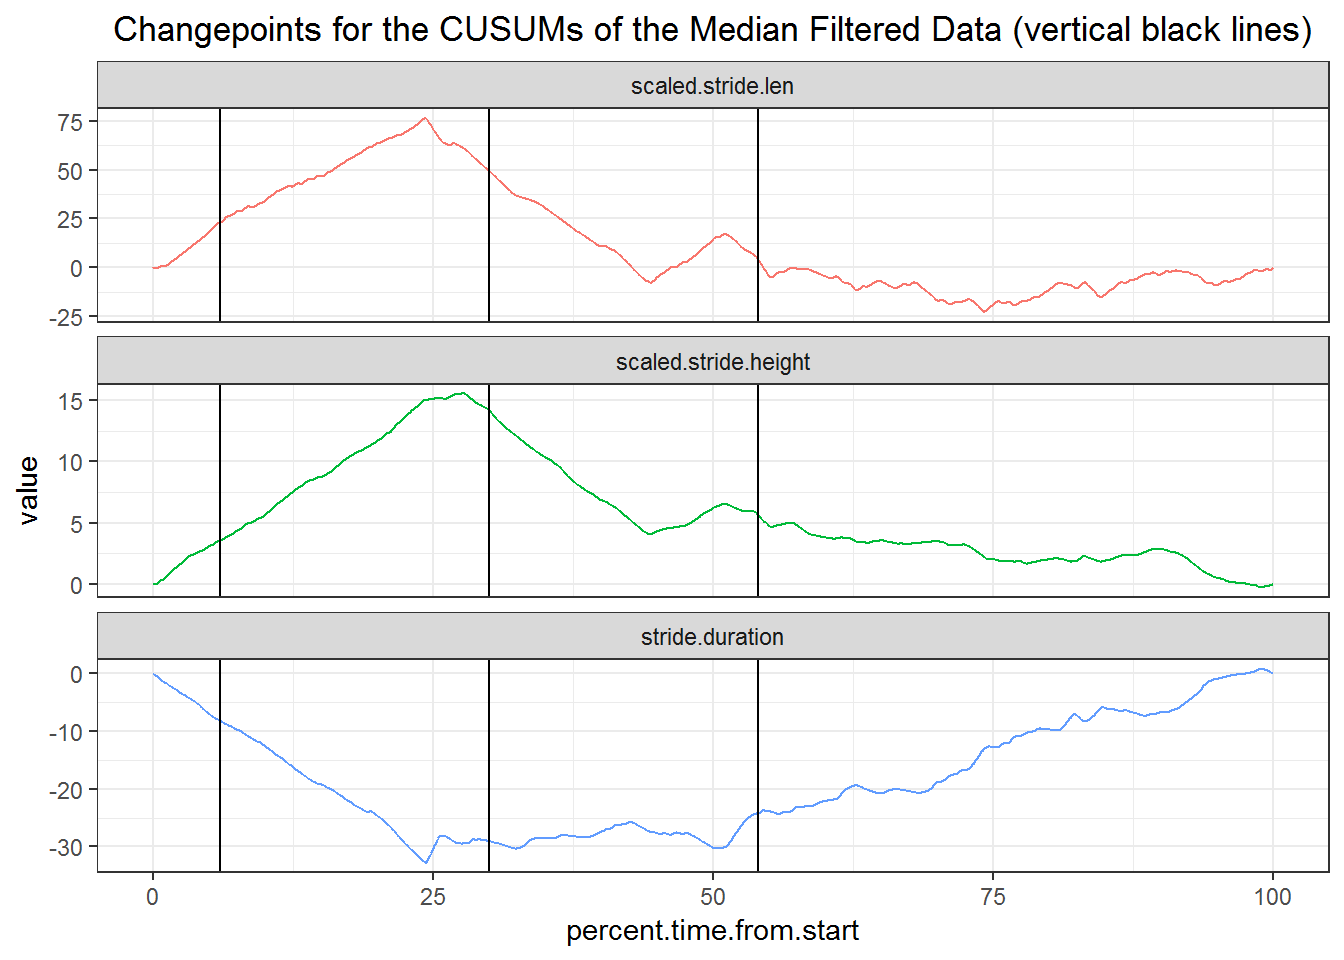 Changepoints for the CUSUMs of the Median Filtered Data (vertical black lines)
scaled.stride.len
75
50
25
0
-25
scaled.stride.height
15
10
5
0
value
stride.duration
0
-10
-20
-30
0 25 50 75 100
percent.time.from.start